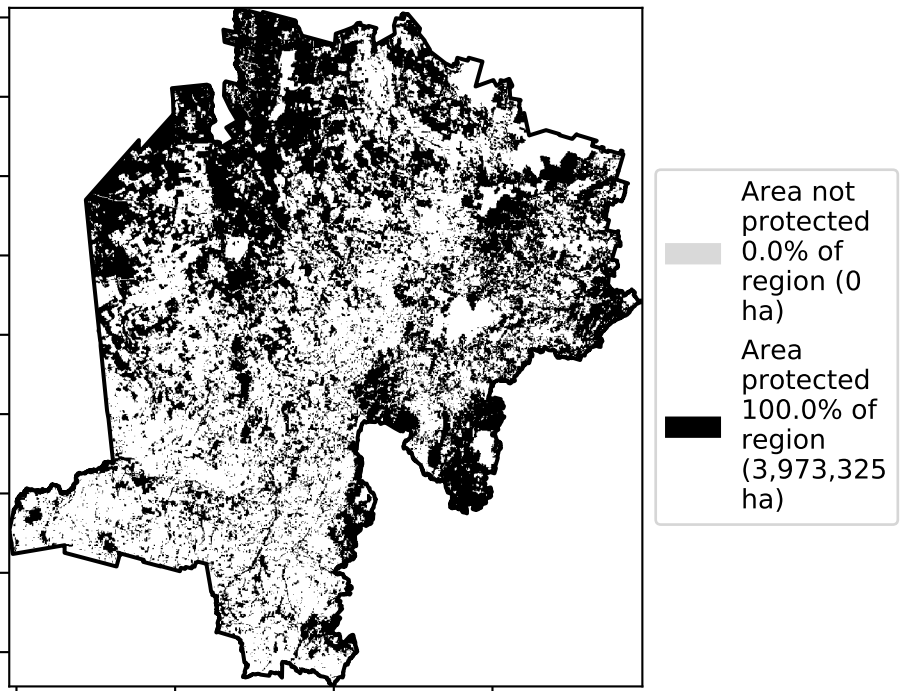 Area not
protected
0.0% of
region (0
ha)
Area
protected
100.0% of
region
(3,973,325
ha)